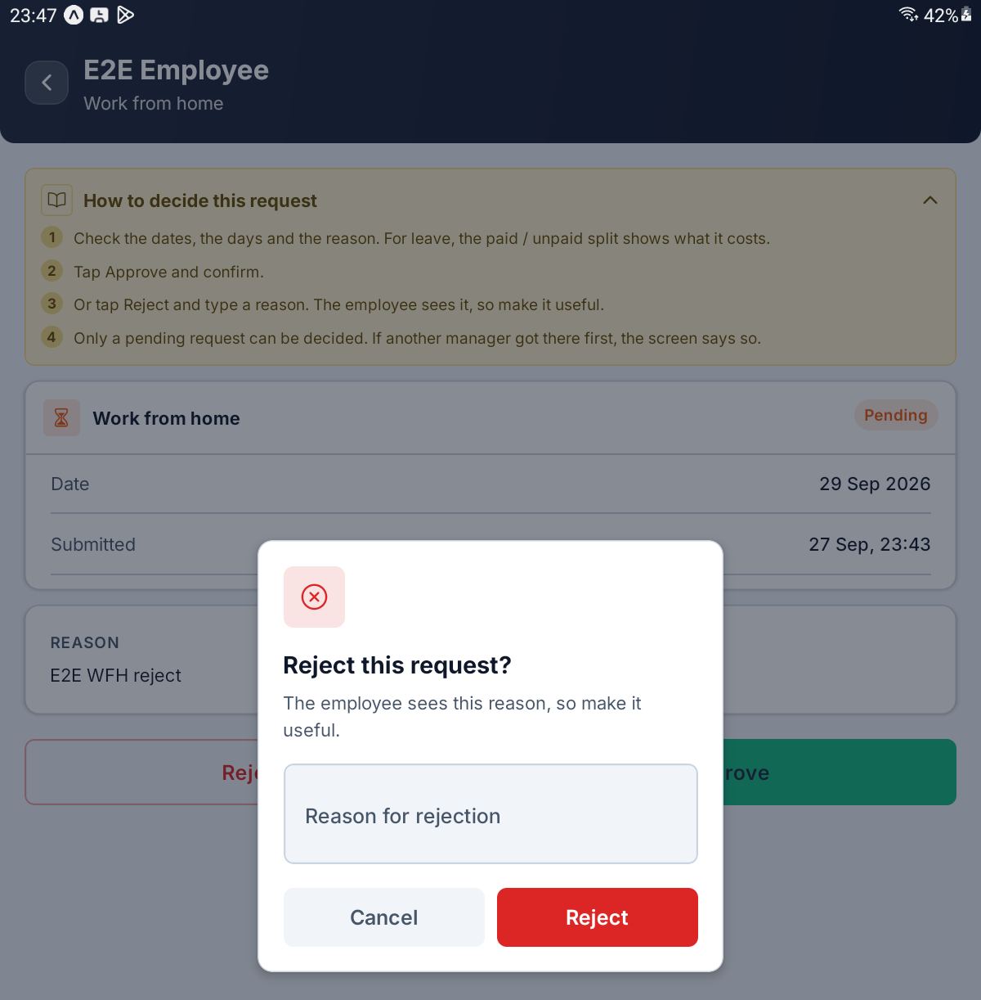 23:47
42%
E2E Employee
Work from home
How to decide this request
1 Check the dates, the days and the reason. For leave, the paid / unpaid split shows what it costs.
2 Tap Approve and confirm.
3 Or tap Reject and type a reason. The employee sees it, so make it useful.
4 Only a pending request can be decided. If another manager got there first, the screen says so.
Work from home
Pending
Date
29 Sep 2026
Submitted
27 Sep, 23:43
REASON
E2E WFH reject
Reject this request?
The employee sees this reason, so make it
useful.
Reason for rejection
Cancel
Reject